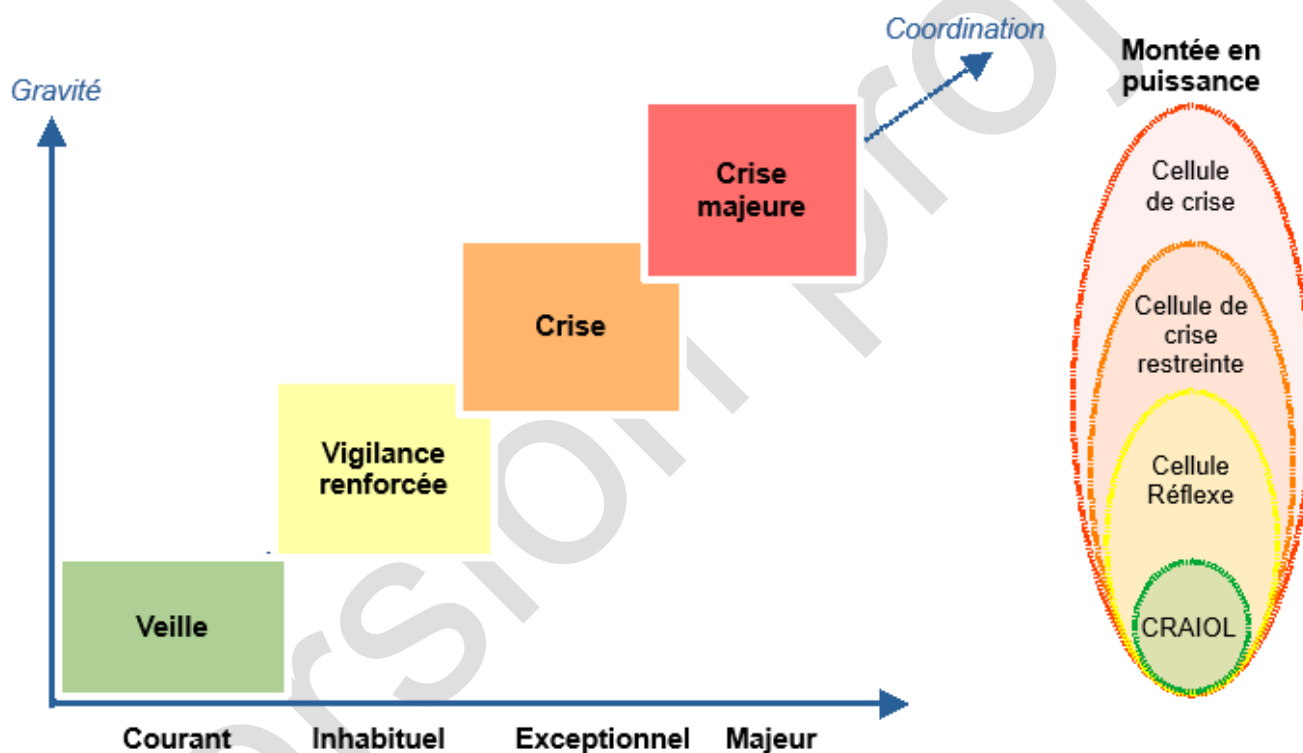 Coordination
Gravité
Montée en
puissance
Crise
majeure
Cellule
de crise
Crise
Cellule de
crise
restreinte
Vigilance
renforcée
Cellule
Réflexe
Veille
CRAIOL
Courant
Inhabituel
Exceptionnel
Majeur